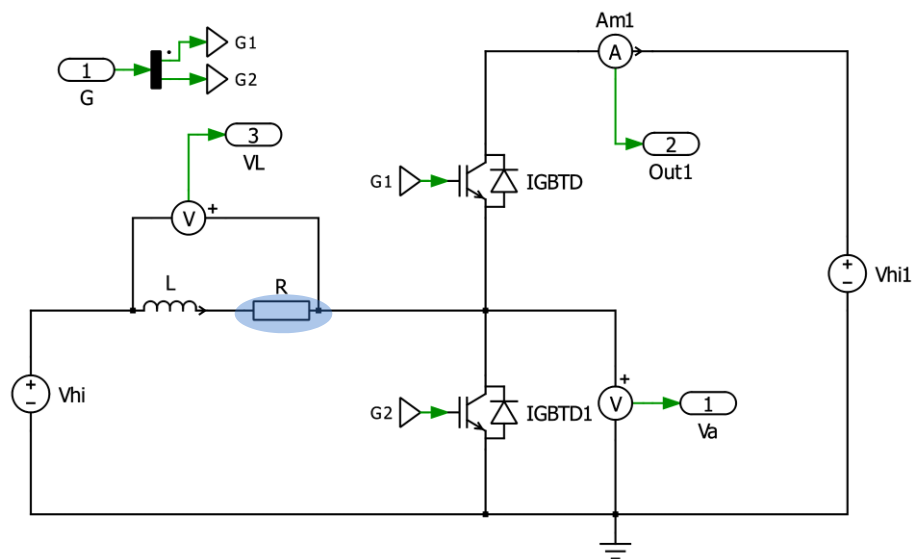 Am1
A
G1
1
G2
G
3
2
VL
Out1
G1
IGBTD
V
+
L
R
+
-
Vhi1
+
-
Vhi
G2
IGBTD1
+
V
1
Va